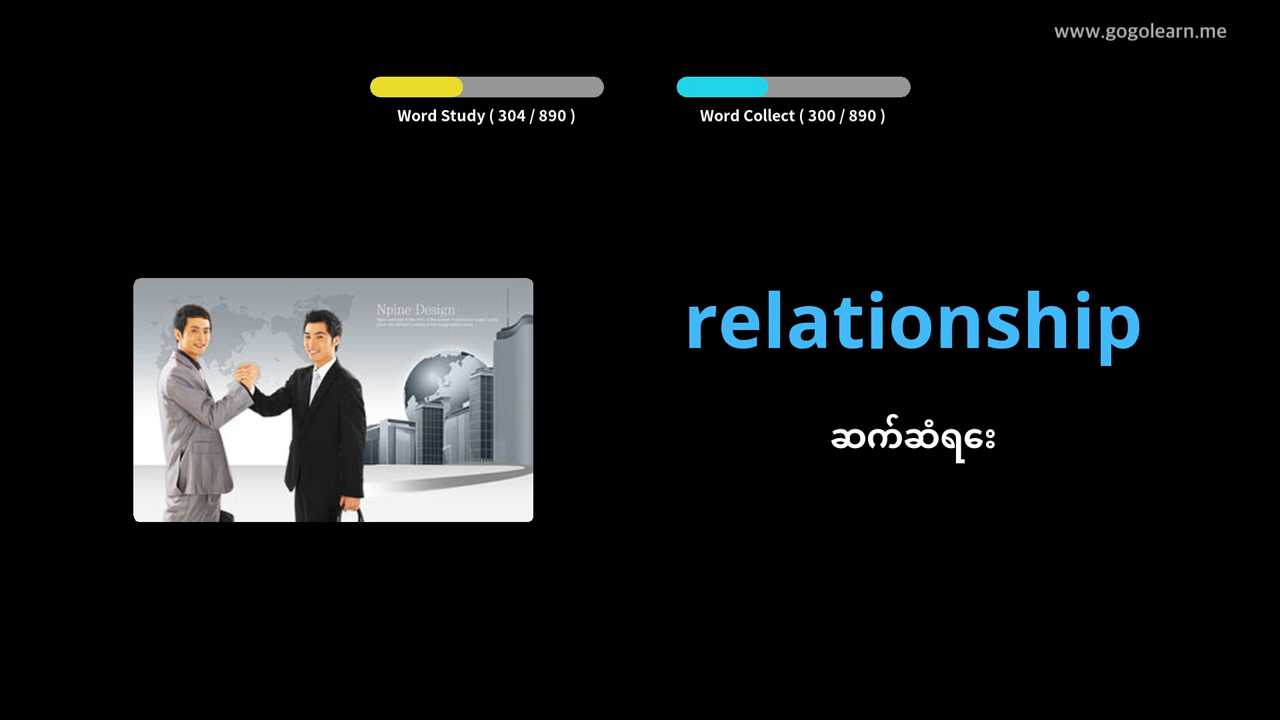 www.gogolearn.me
Word Study ( 304 / 890 )
Word Collect ( 300 / 890 )
Npine Design
relationship
ဆက်ဆံရေး